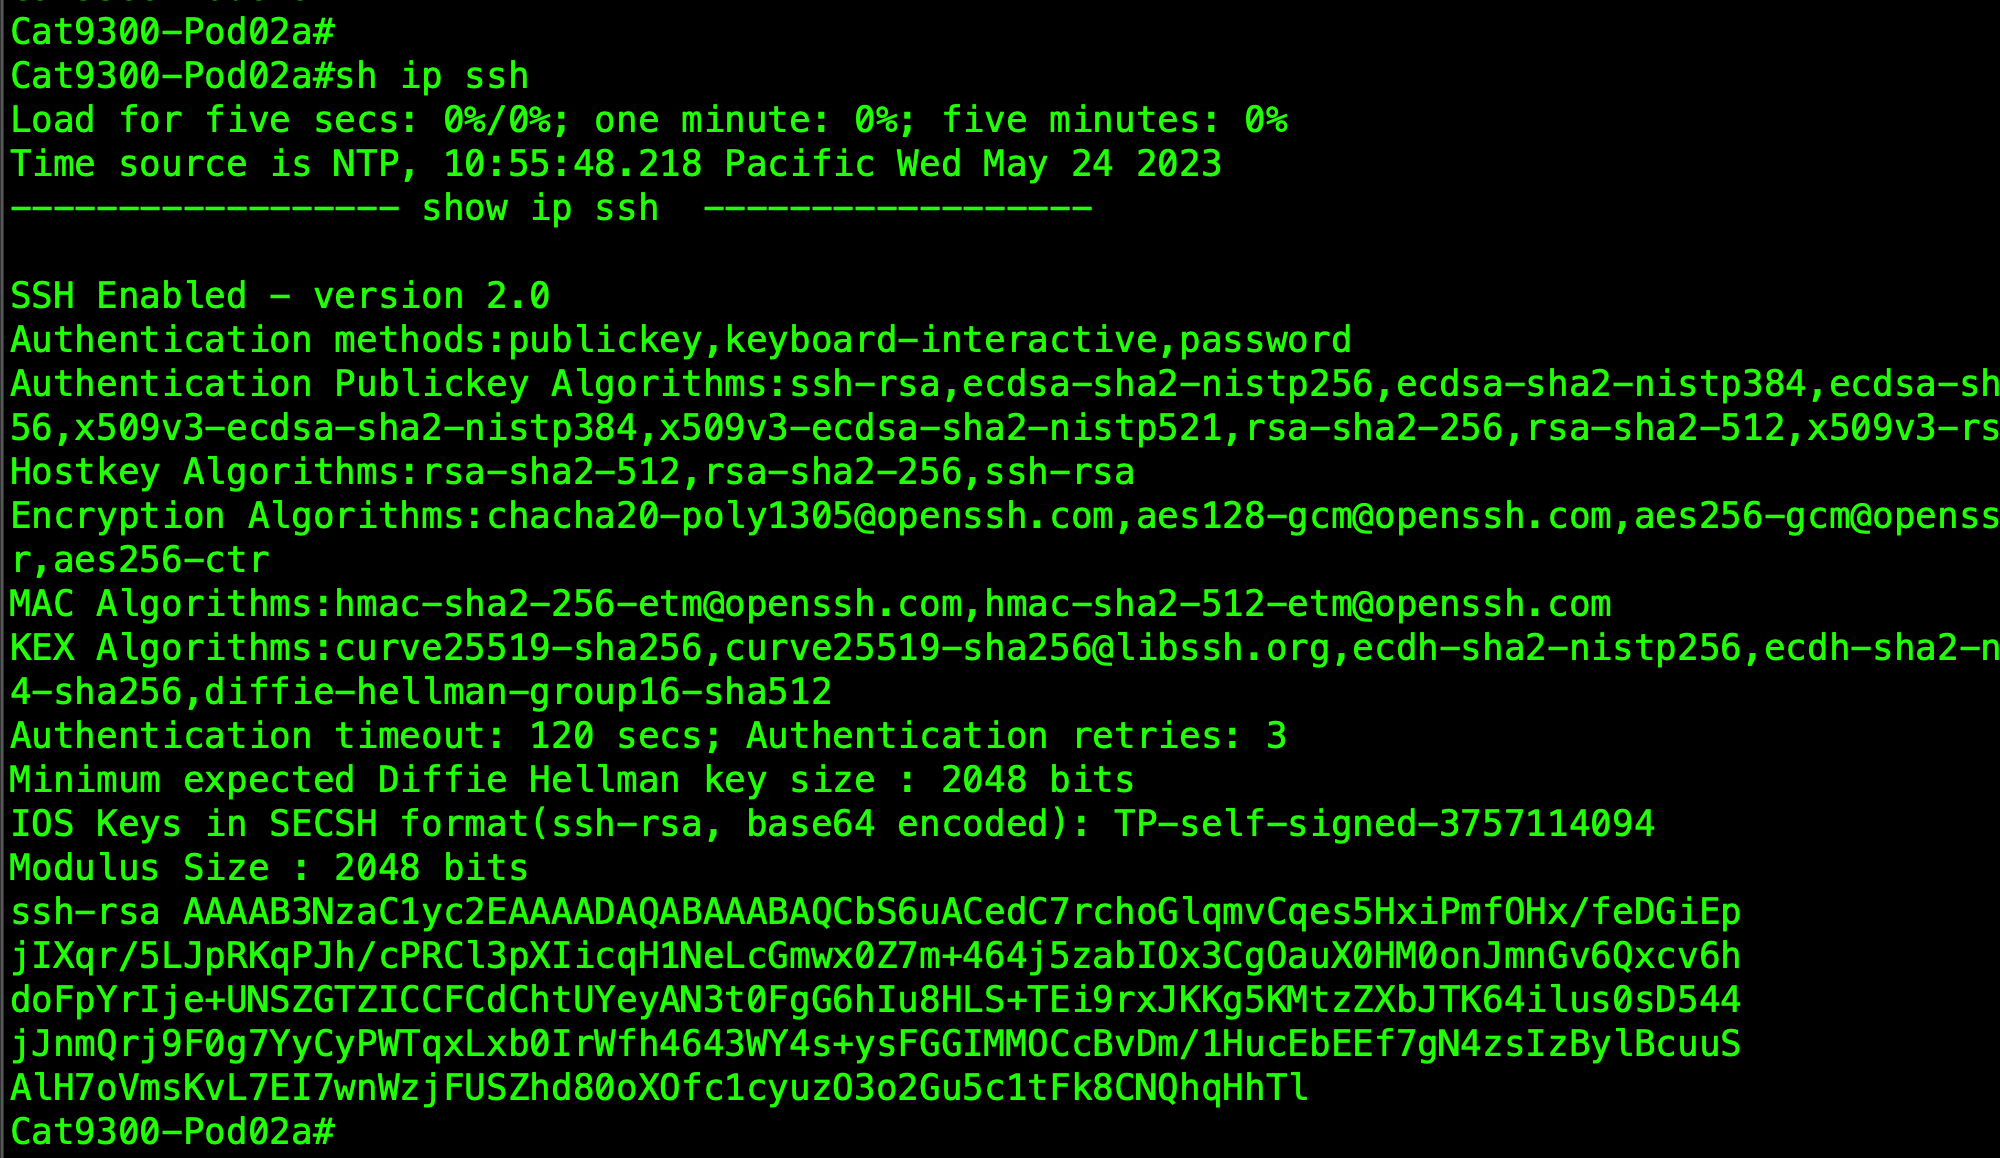 Cat9300-Pod02a#
Cat9300-Pod02a#sh ip ssh
Load for five secs: 0%/0%; one minute: 0%; five minutes: 0%
Time source is NTP, 10:55:48.218 Pacific Wed May 24 2023
------------------ show ip ssh  ------------------
SSH Enabled - version 2.0
Authentication methods:publickey,keyboard-interactive,password
Authentication Publickey Algorithms:ssh-rsa,ecdsa-sha2-nistp256,ecdsa-sha2-nistp384,ecdsa-sh
56,x509v3-ecdsa-sha2-nistp384,x509v3-ecdsa-sha2-nistp521,rsa-sha2-256,rsa-sha2-512,x509v3-rs
Hostkey Algorithms:rsa-sha2-512,rsa-sha2-256,ssh-rsa
Encryption Algorithms:chacha20-poly1305@openssh.com,aes128-gcm@openssh.com,aes256-gcm@openss
r,aes256-ctr
MAC Algorithms:hmac-sha2-256-etm@openssh.com,hmac-sha2-512-etm@openssh.com
KEX Algorithms:curve25519-sha256,curve25519-sha256@libssh.org,ecdh-sha2-nistp256,ecdh-sha2-n
4-sha256,diffie-hellman-group16-sha512
Authentication timeout: 120 secs; Authentication retries: 3
Minimum expected Diffie Hellman key size : 2048 bits
IOS Keys in SECSH format(ssh-rsa, base64 encoded): TP-self-signed-3757114094
Modulus Size : 2048 bits
ssh-rsa AAAAB3NzaC1yc2EAAAADAQABAAABAQCbS6uACedC7rchoGlqmvCqes5HxiPmfOHx/feDGiEp
jIXqr/5LJpRKqPJh/cPRCl3pXIicqH1NeLcGmwx0Z7m+464j5zabIOx3CgOauX0HM0onJmnGv6Qxcv6h
doFpYrIje+UNSZGTZICCFCdChtUYeyAN3t0FgG6hIu8HLS+TEi9rxJKKg5KMtzZXbJTK64ilus0sD544
jJnmQrj9F0g7YyCyPWTqxLxb0IrWfh4643WY4s+ysFGGIMMOCcBvDm/1HucEbEEf7gN4zsIzBylBcuuS
AlH7oVmsKvL7EI7wnWzjFUSZhd80oXOfc1cyuzO3o2Gu5c1tFk8CNQhqHhTl
Cat9300-Pod02a#